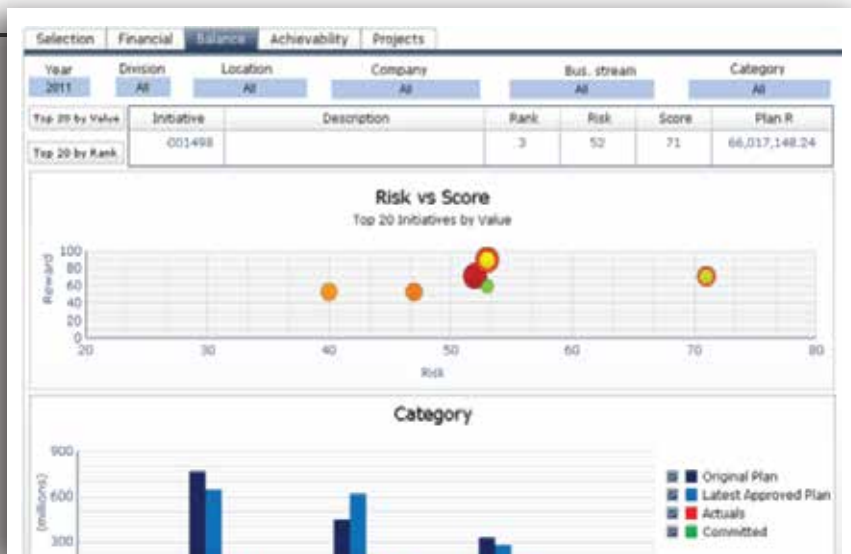 Selection Financial Balance Achievability Projects
Year Division Location Company Bus. stream Category
2011 All All All All All
Top 20 by Value Initiative Description Rank Risk Score Plan R
Top 20 by Rank 001498 3 52 71 66,017,148.24
Risk vs Score
Top 20 Initiatives by Value
Reward
100
80
60
40
20
0
20 30 40 50 60 70 80
Risk
Category
(millions)
900
600
300
Original Plan
Latest Approved Plan
Actuals
Committed